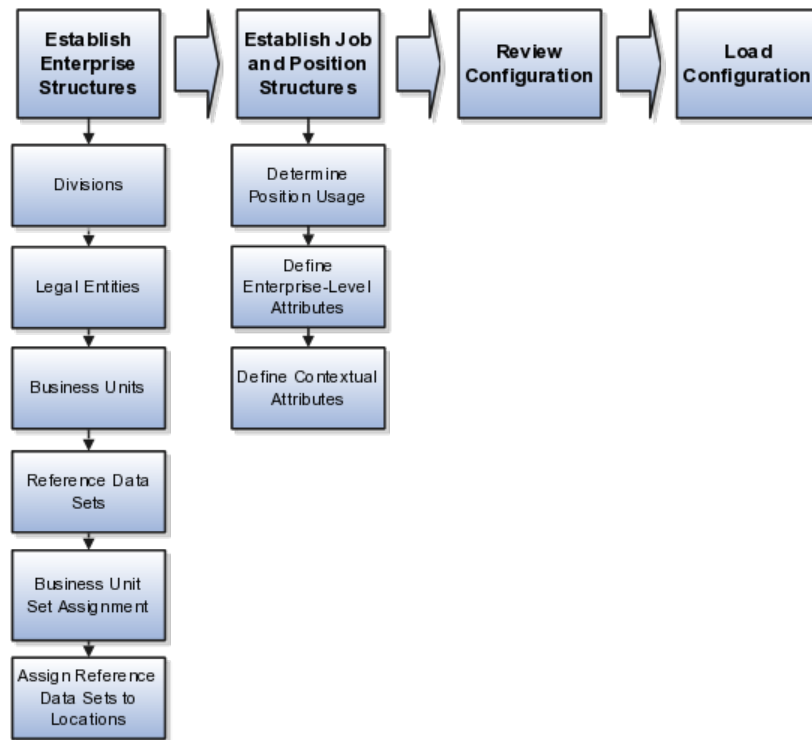 Establish
Enterprise
Structures
Establish Job
and Position
Structures
Review
Configuration
Load
Configuration
Divisions
Legal Entities
Business Units
Reference Data
Sets
Business Unit
Set Assignment
Assign Reference
Data Sets to
Locations
Determine
Position Usage
Define
Enterprise-Level
Attributes
Define Contextual
Attributes